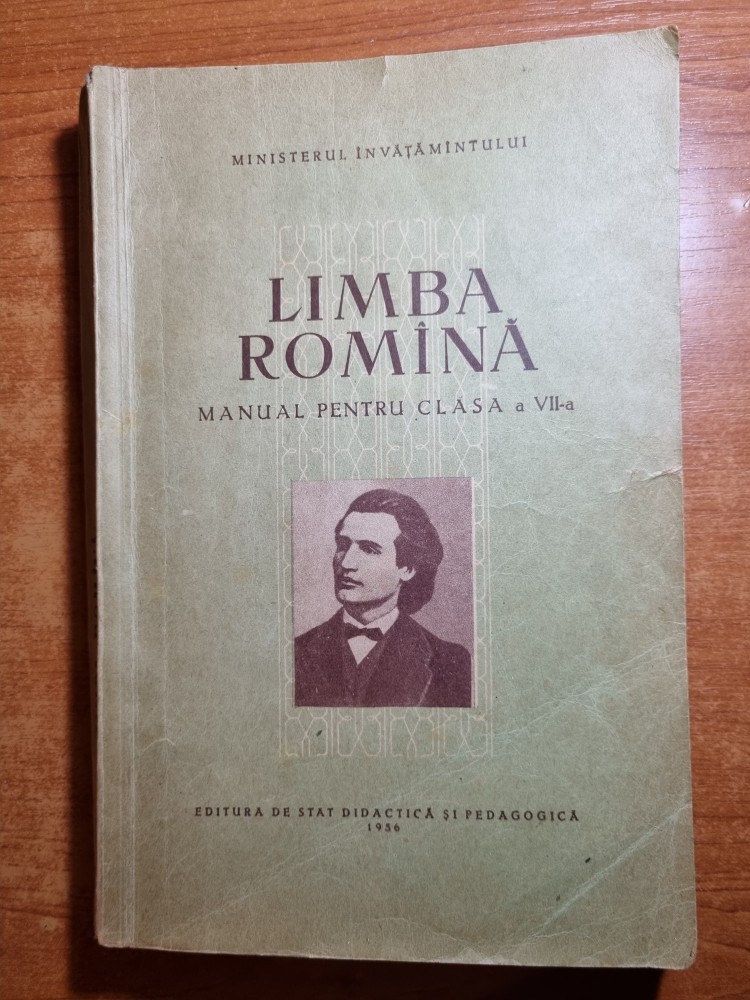 MINISTERUL ÎNVĂȚĂMÎNTULUI
LIMBA
ROMÎNĂ
MANUAL PENTRU CLASA a VII-a
EDITURA DE STAT DIDACTICĂ ȘI PEDAGOGICĂ
1956